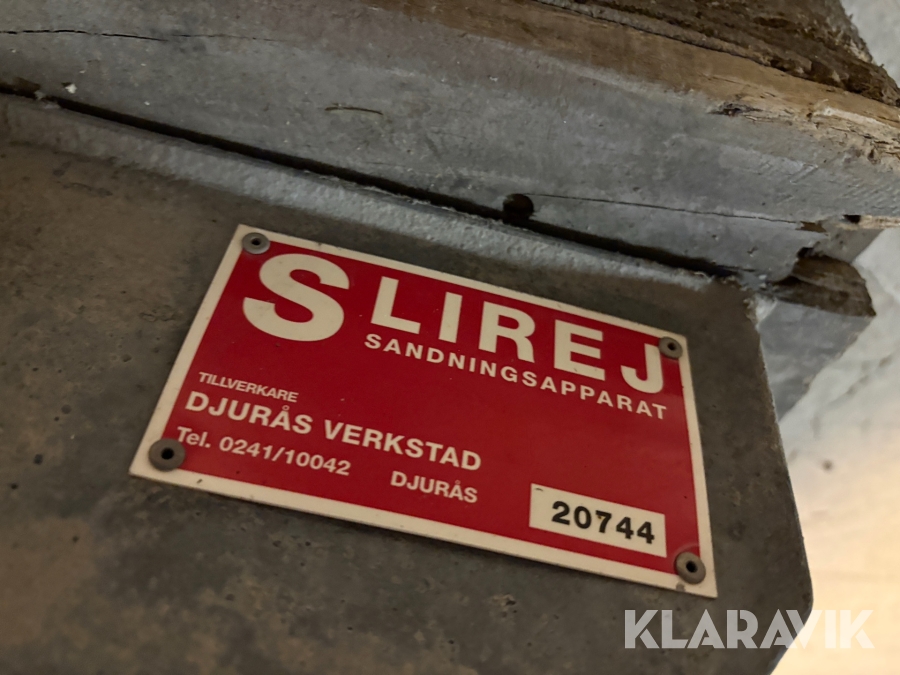 SLIREJ
SANDNINGSAPPARAT
TILLVERKARE
DJURÅS VERKSTAD
Tel. 0241/10042 DJURÅS
20744
KLARAVIK